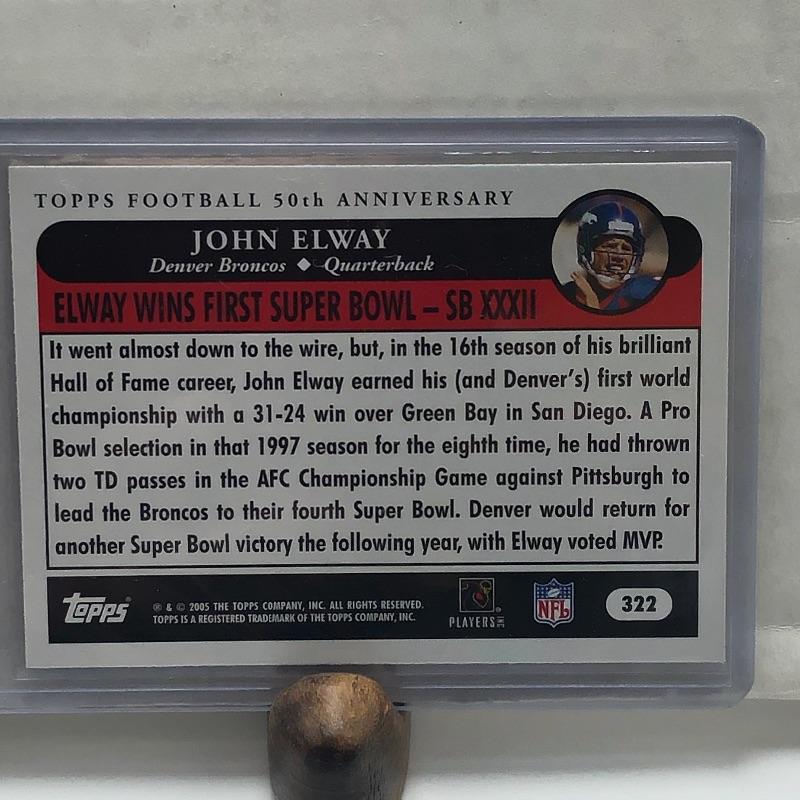 TOPPS FOOTBALL 50th ANNIVERSARY
JOHN ELWAY
Denver Broncos ◆ Quarterback
ELWAY WINS FIRST SUPER BOWL – SB XXXII
It went almost down to the wire, but, in the 16th season of his brilliant
Hall of Fame career, John Elway earned his (and Denver's) first world
championship with a 31-24 win over Green Bay in San Diego. A Pro
Bowl selection in that 1997 season for the eighth time, he had thrown
two TD passes in the AFC Championship Game against Pittsburgh to
lead the Broncos to their fourth Super Bowl. Denver would return for
another Super Bowl victory the following year, with Elway voted MVP.
Topps
® & © 2005 THE TOPPS COMPANY, INC. ALL RIGHTS RESERVED.
TOPPS IS A REGISTERED TRADEMARK OF THE TOPPS COMPANY, INC.
PLAYERS
NFL
322